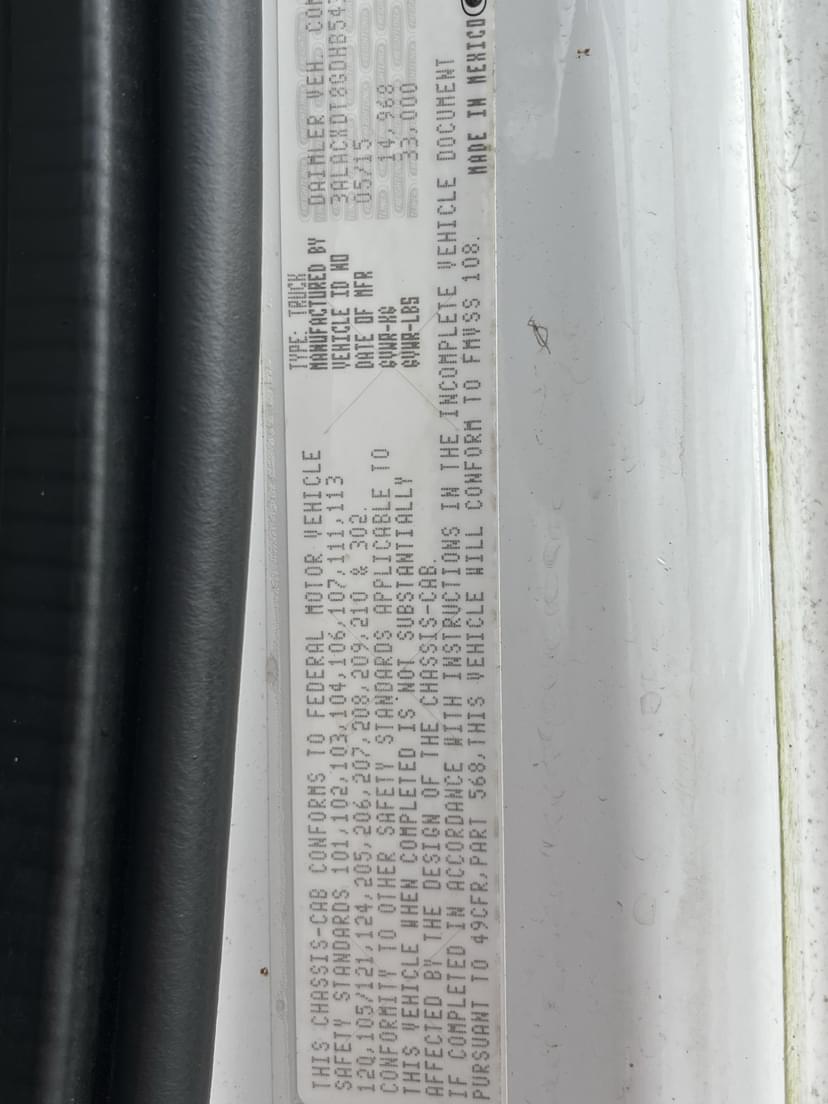 THIS CHASSIS-CAB CONFORMS TO FEDERAL MOTOR VEHICLE
SAFETY STANDARDS 101,102,103,104,106,107,111,113
120,105/121,124,205,206,207,208,209,210 & 302.
CONFORMITY TO OTHER SAFETY STANDARDS APPLICABLE TO
THIS VEHICLE WHEN COMPLETED IS NOT SUBSTANTIALLY
AFFECTED BY THE DESIGN OF THE CHASSIS-CAB.
IF COMPLETED IN ACCORDANCE WITH INSTRUCTIONS IN THE INCOMPLETE VEHICLE DOCUMENT
PURSUANT TO 49CFR,PART 568,THIS VEHICLE WILL CONFORM TO FMVSS 108. MADE IN MEXICO
TYPE: TRUCK
MANUFACTURED BY DAIMLER VEH.
VEHICLE ID NO
DATE OF MFR 05/15
GVWR-KG 14,968
GVWR-LBS 33,000